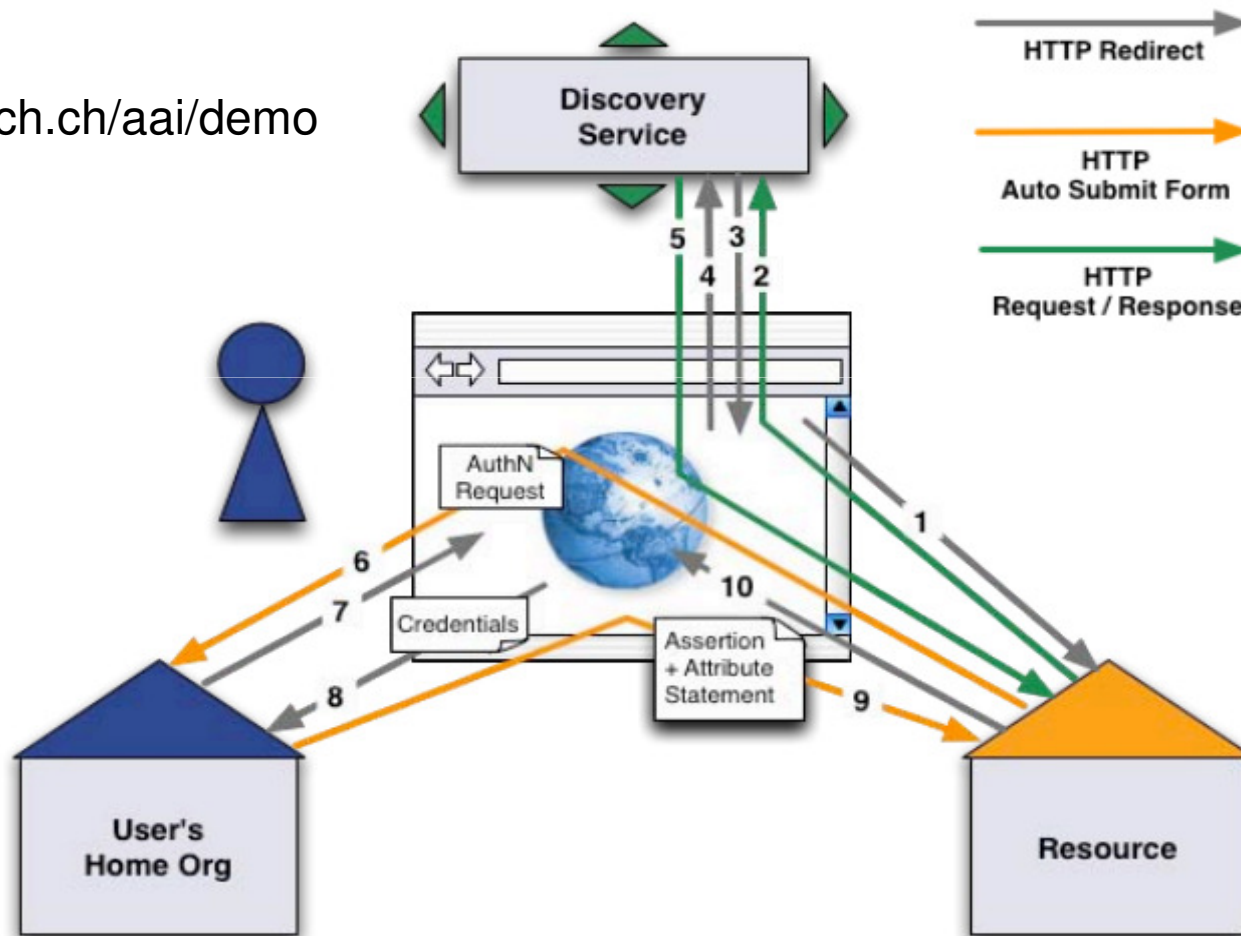 ch.ch/aai/demo
Discovery
Service
HTTP Redirect
HTTP
Auto Submit Form
HTTP
Request / Response
5
3
4
2
AuthN
Request
1
6
7
10
Credentials
Assertion
+ Attribute
Statement
8
9
User's
Home Org
Resource